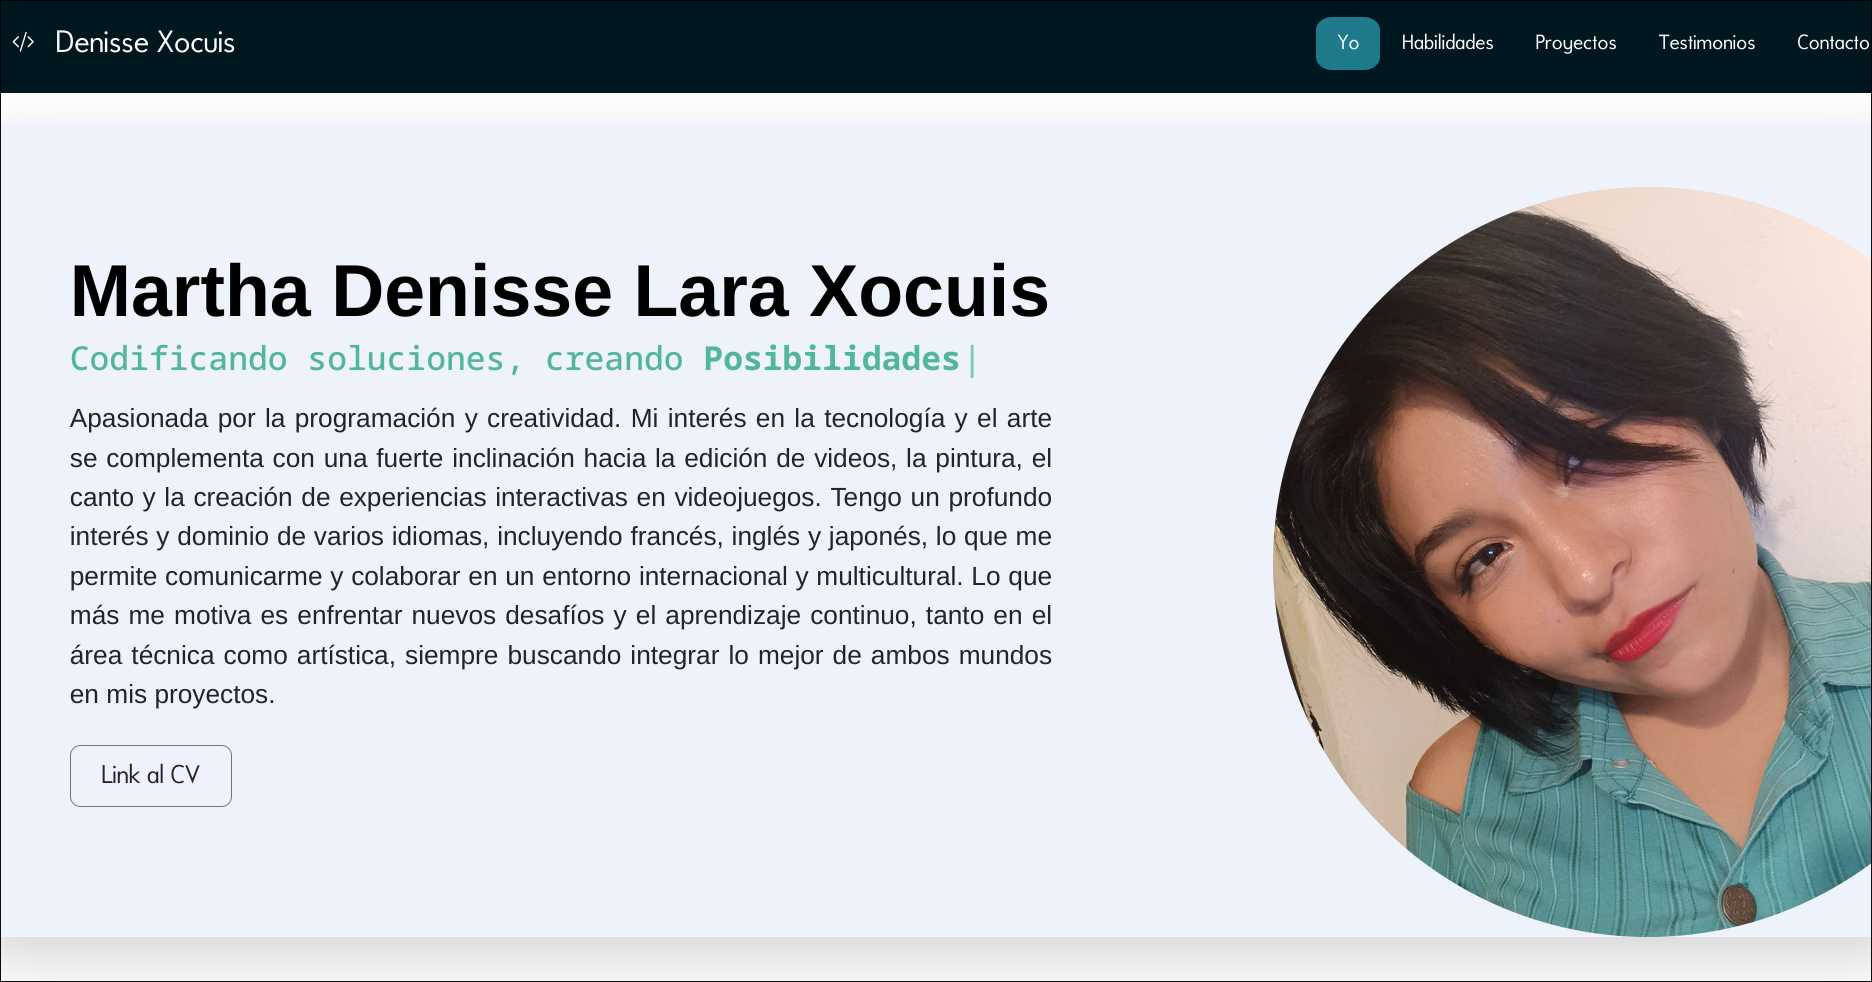 </> Denisse Xocuis
Yo Habilidades Proyectos Testimonios Contacto
Martha Denisse Lara Xocuis
Codificando soluciones, creando Posibilidades|
Apasionada por la programación y creatividad. Mi interés en la tecnología y el arte
se complementa con una fuerte inclinación hacia la edición de videos, la pintura, el
canto y la creación de experiencias interactivas en videojuegos. Tengo un profundo
interés y dominio de varios idiomas, incluyendo francés, inglés y japonés, lo que me
permite comunicarme y colaborar en un entorno internacional y multicultural. Lo que
más me motiva es enfrentar nuevos desafíos y el aprendizaje continuo, tanto en el
área técnica como artística, siempre buscando integrar lo mejor de ambos mundos
en mis proyectos.
Link al CV